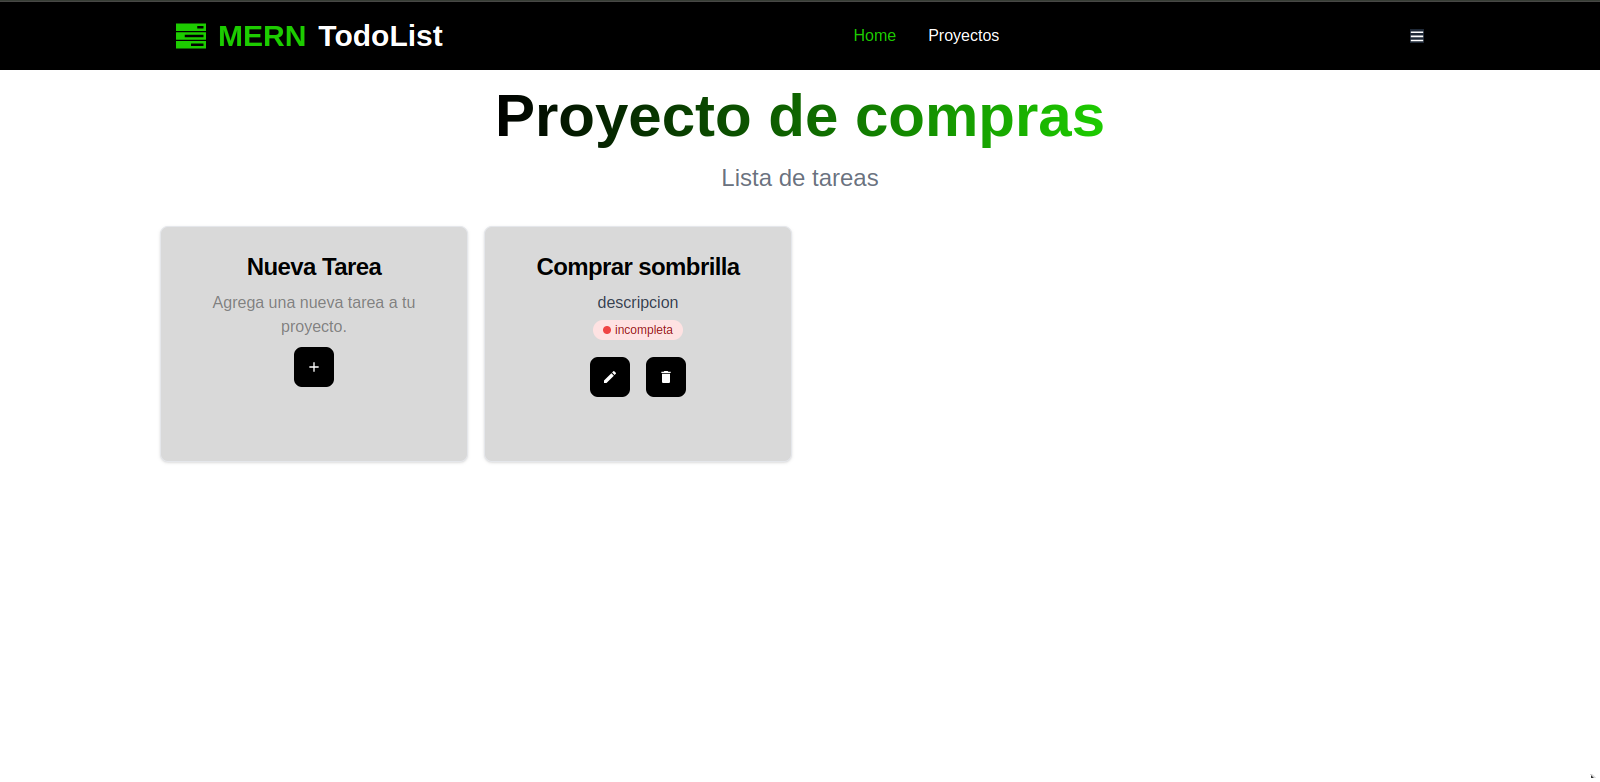 MERN TodoList
Home
Proyectos
Proyecto de compras
Lista de tareas
Nueva Tarea
Agrega una nueva tarea a tu
proyecto.
Comprar sombrilla
descripcion
incompleta